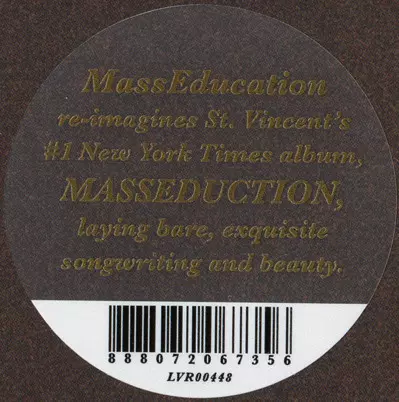 MassEducation
re-imagines St. Vincent's
#1 New York Times album,
MASSEDUCTION,
laying bare, exquisite
songwriting and beauty.
888072067356
LVR00448